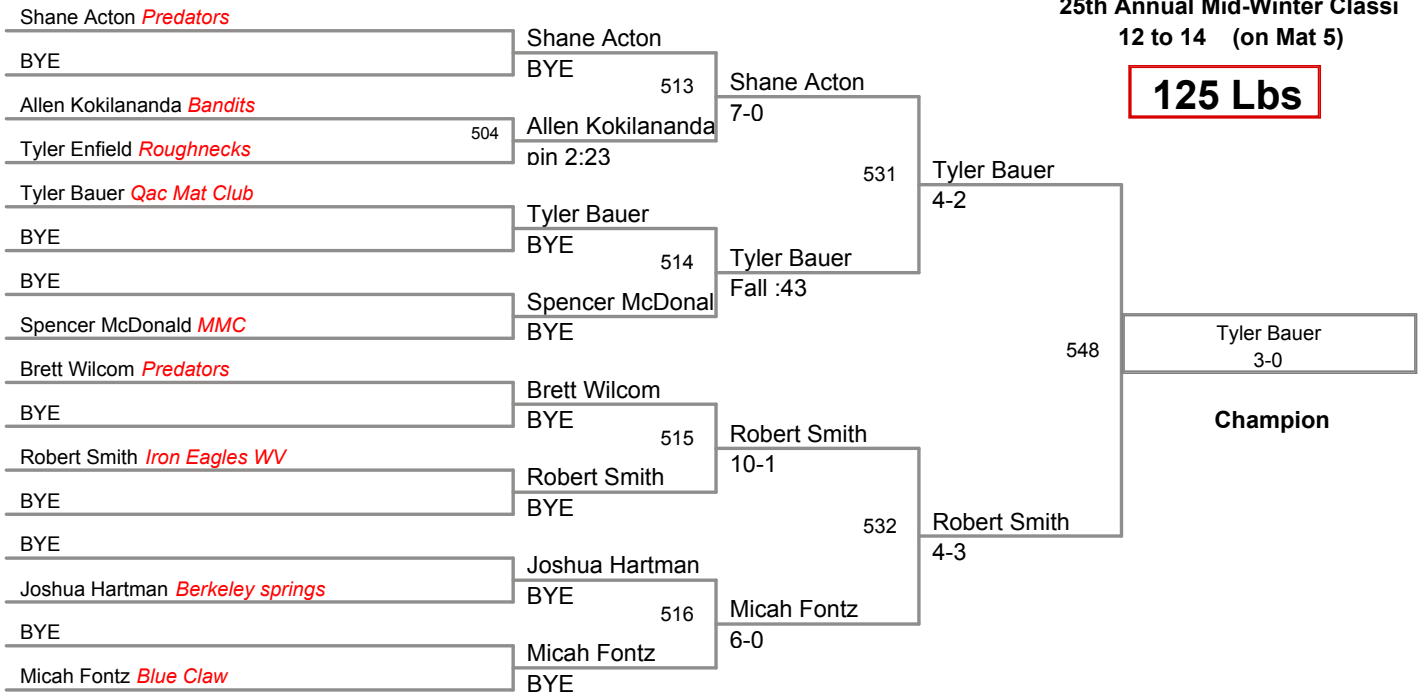 25th Annual Mid-Winter Classi
12 to 14 (on Mat 5)
125 Lbs
Shane Acton Predators
BYE
Allen Kokilananda Bandits
Tyler Enfield Roughnecks
Tyler Bauer Qac Mat Club
BYE
BYE
Spencer McDonald MMC
Brett Wilcom Predators
BYE
Robert Smith Iron Eagles WV
BYE
BYE
Joshua Hartman Berkeley springs
BYE
Micah Fontz Blue Claw
504
Shane Acton
BYE
Allen Kokilananda
pin 2:23
Tyler Bauer
BYE
Spencer McDonal
BYE
Brett Wilcom
BYE
Robert Smith
BYE
Joshua Hartman
BYE
Micah Fontz
BYE
513
514
515
516
Shane Acton
7-0
Tyler Bauer
Fall :43
Robert Smith
10-1
Micah Fontz
6-0
531
532
Tyler Bauer
4-2
Robert Smith
4-3
548
Tyler Bauer
3-0
Champion